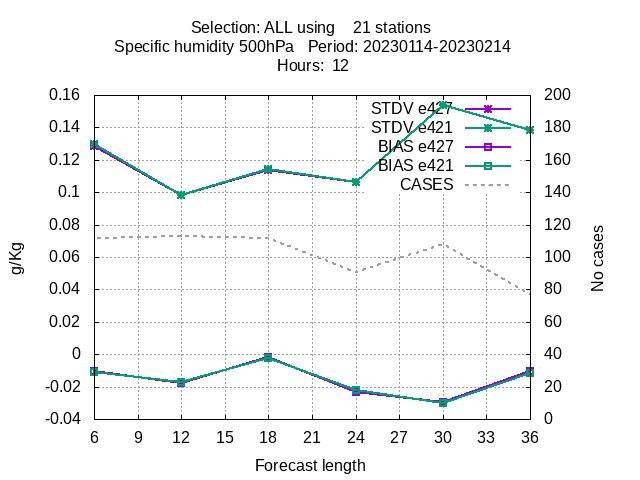 Selection: ALL using    21 stations
Specific humidity 500hPa   Period: 20230114-20230214
Hours:  12
0.16
0.14
0.12
0.1
0.08
0.06
0.04
0.02
0
-0.02
-0.04
g/Kg
STDV e427
STDV e421
BIAS e427
BIAS e421
CASES
200
180
160
140
120
100
80
60
40
20
0
No cases
6 9 12 15 18 21 24 27 30 33 36
Forecast length